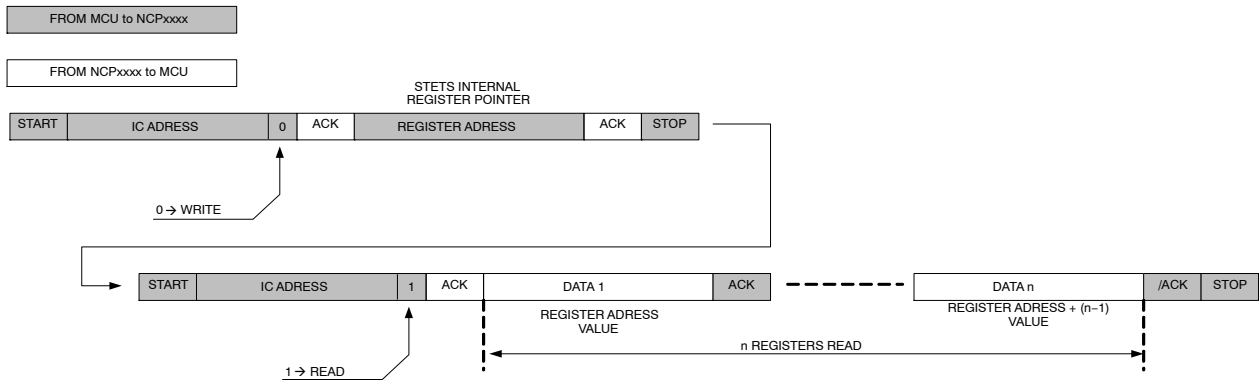 FROM MCU to NCPxxxx
FROM NCPxxxx to MCU
STETS INTERNAL
REGISTER POINTER
START IC ADRESS 0 ACK REGISTER ADRESS ACK STOP
0 → WRITE
START IC ADRESS 1 ACK DATA 1 ACK DATA n /ACK STOP
REGISTER ADRESS
VALUE
REGISTER ADRESS + (n−1)
VALUE
n REGISTERS READ
1 → READ